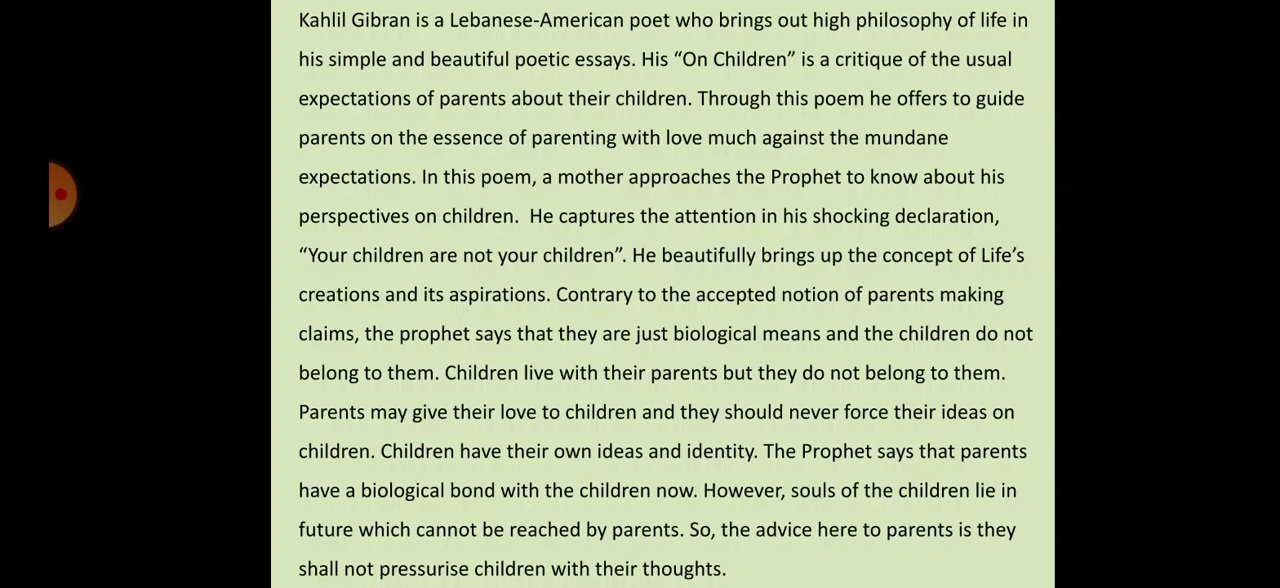 Kahlil Gibran is a Lebanese-American poet who brings out high philosophy of life in
his simple and beautiful poetic essays. His “On Children” is a critique of the usual
expectations of parents about their children. Through this poem he offers to guide
parents on the essence of parenting with love much against the mundane
expectations. In this poem, a mother approaches the Prophet to know about his
perspectives on children.  He captures the attention in his shocking declaration,
“Your children are not your children”. He beautifully brings up the concept of Life’s
creations and its aspirations. Contrary to the accepted notion of parents making
claims, the prophet says that they are just biological means and the children do not
belong to them. Children live with their parents but they do not belong to them.
Parents may give their love to children and they should never force their ideas on
children. Children have their own ideas and identity. The Prophet says that parents
have a biological bond with the children now. However, souls of the children lie in
future which cannot be reached by parents. So, the advice here to parents is they
shall not pressurise children with their thoughts.